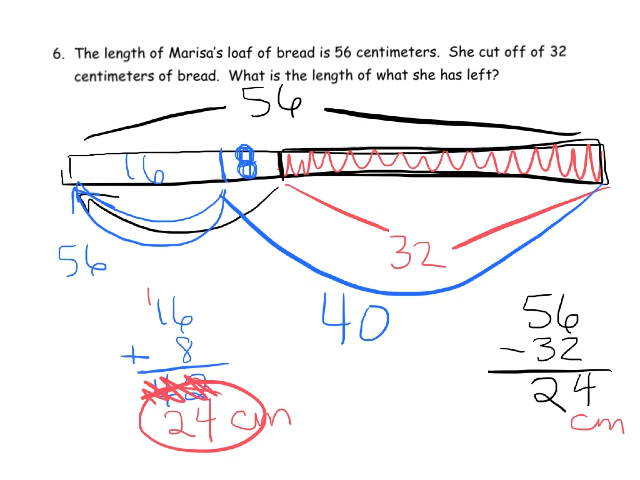 6. The length of Marisa's loaf of bread is 56 centimeters. She cut off of 32
centimeters of bread. What is the length of what she has left?
56
16 8
32
56
40
1
16
+ 8
24 cm
56
- 32
24
cm